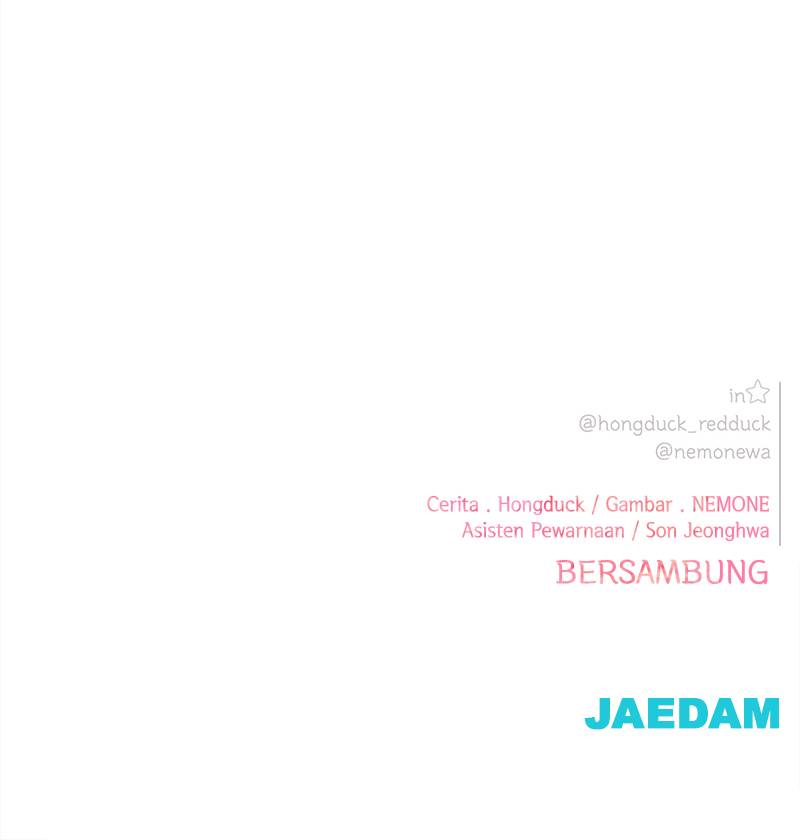 in☆
@hongduck_redduck
@nemonewa
Cerita . Hongduck / Gambar . NEMONE
Asisten Pewarnaan / Son Jeonghwa
BERSAMBUNG
JAEDAM